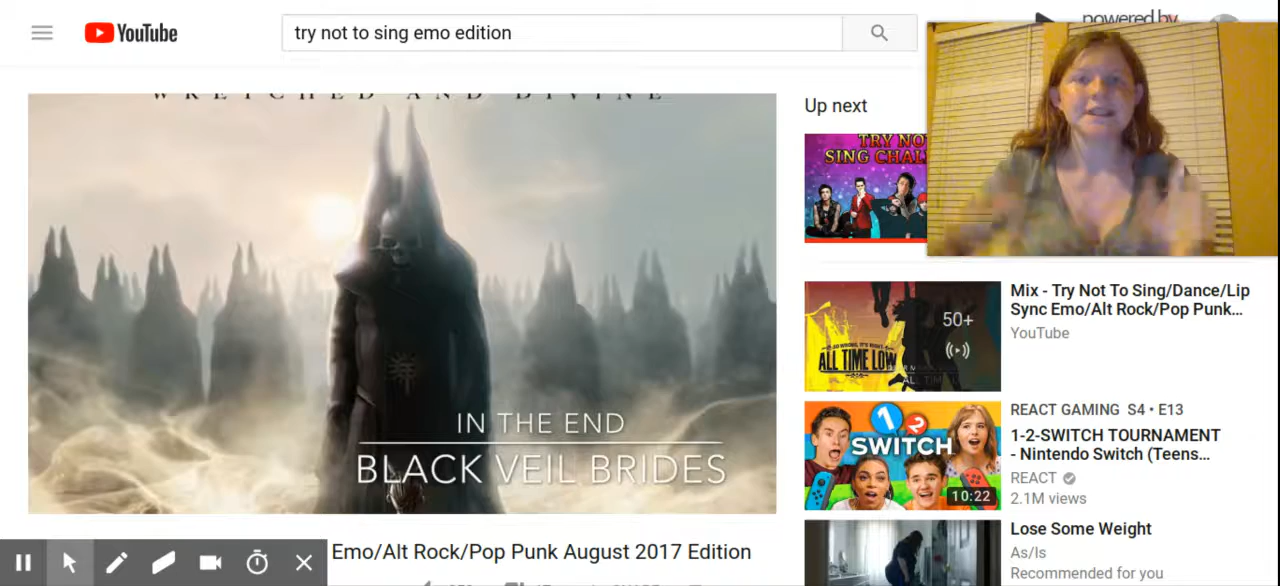 YouTube
try not to sing emo edition
powered by
WRETCHED AND DIVINE
IN THE END
BLACK VEIL BRIDES
Emo/Alt Rock/Pop Punk August 2017 Edition
Up next
TRY NO
SING CHAL
50+
ALL TIME LOW
Mix - Try Not To Sing/Dance/Lip
Sync Emo/Alt Rock/Pop Punk...
YouTube
1 2
SWITCH
10:22
REACT GAMING S4 • E13
1-2-SWITCH TOURNAMENT
- Nintendo Switch (Teens...
REACT
2.1M views
Lose Some Weight
As/Is
Recommended for you